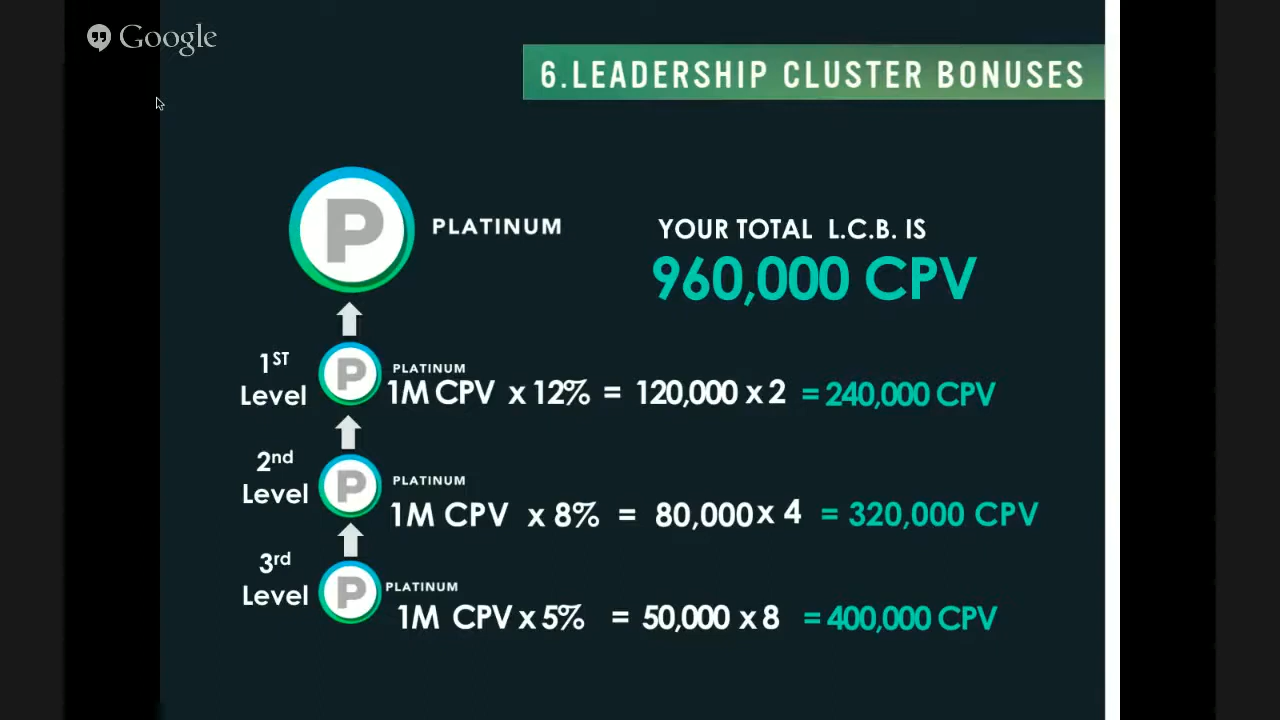 Google
6.LEADERSHIP CLUSTER BONUSES
P
PLATINUM
YOUR TOTAL L.C.B. IS
960,000 CPV
1ST Level
P
PLATINUM
1M CPV x 12% = 120,000 x 2 = 240,000 CPV
2nd Level
P
PLATINUM
1M CPV x 8% = 80,000 x 4 = 320,000 CPV
3rd Level
P
PLATINUM
1M CPV x 5% = 50,000 x 8 = 400,000 CPV